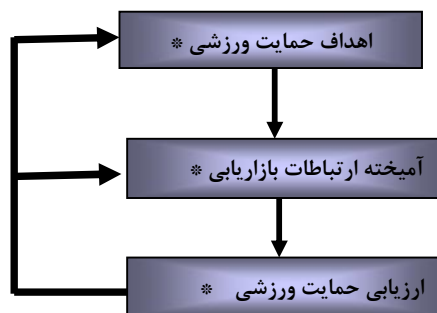 اهداف حمایت ورزشی *
آمیخته ارتباطات بازاریابی *
ارزیابی حمایت ورزشی *